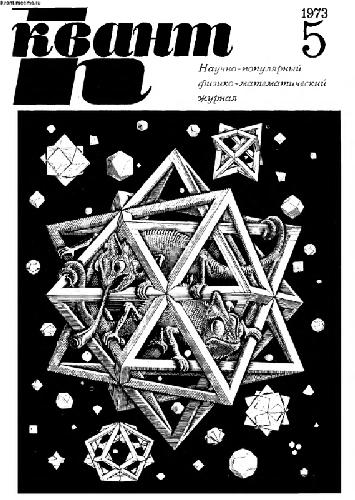 квант
1973
5
Научно-популярный
физико-математический
журнал